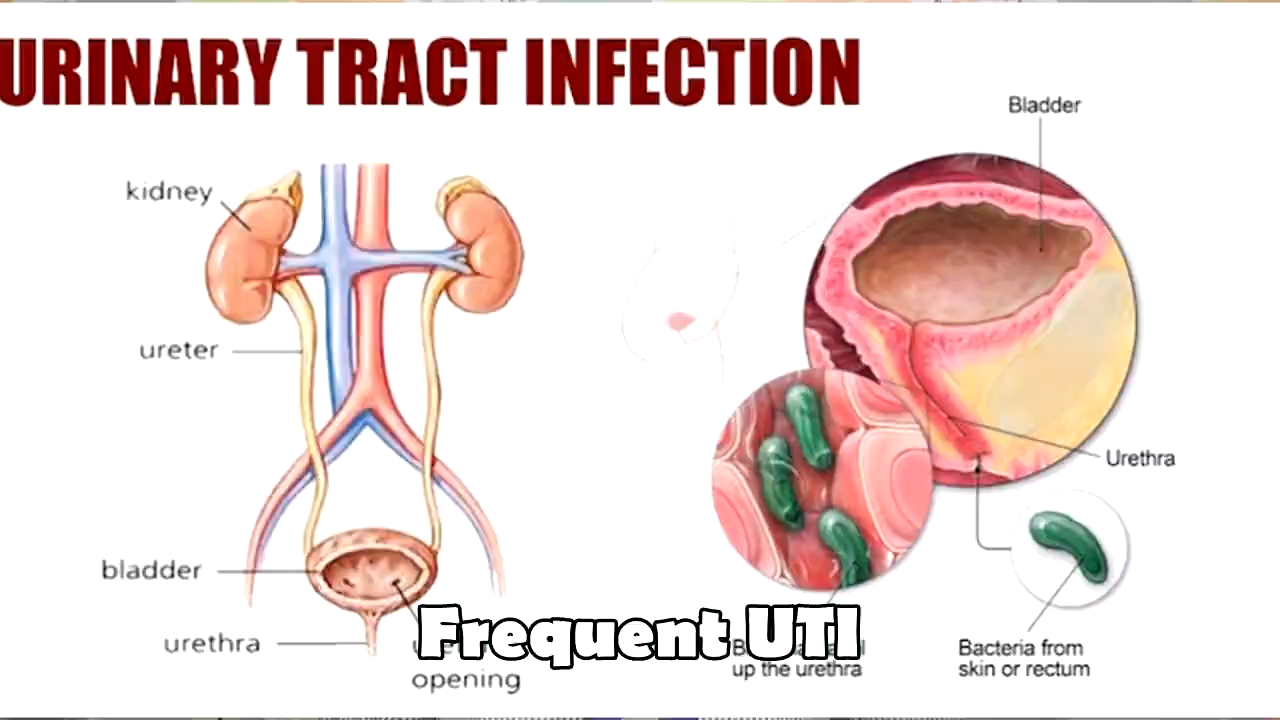 URINARY TRACT INFECTION
Bladder
kidney
ureter
Urethra
bladder
urethra
opening
Frequent UTI
up the urethra
Bacteria from
skin or rectum